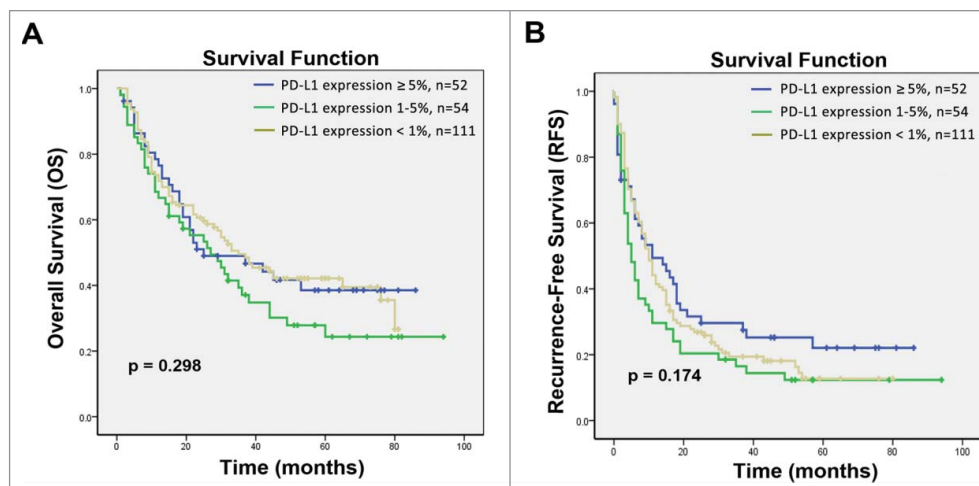 A
Survival Function
PD-L1 expression ≥ 5%, n=52
PD-L1 expression 1-5%, n=54
PD-L1 expression < 1%, n=111
Overall Survival (OS)
1.0
0.8
0.6
0.4
0.2
0.0
p = 0.298
0
20
40
60
80
100
Time (months)
B
Survival Function
PD-L1 expression ≥ 5%, n=52
PD-L1 expression 1-5%, n=54
PD-L1 expression < 1%, n=111
Recurrence-Free Survival (RFS)
1.0
0.8
0.6
0.4
0.2
0.0
p = 0.174
0
20
40
60
80
100
Time (months)